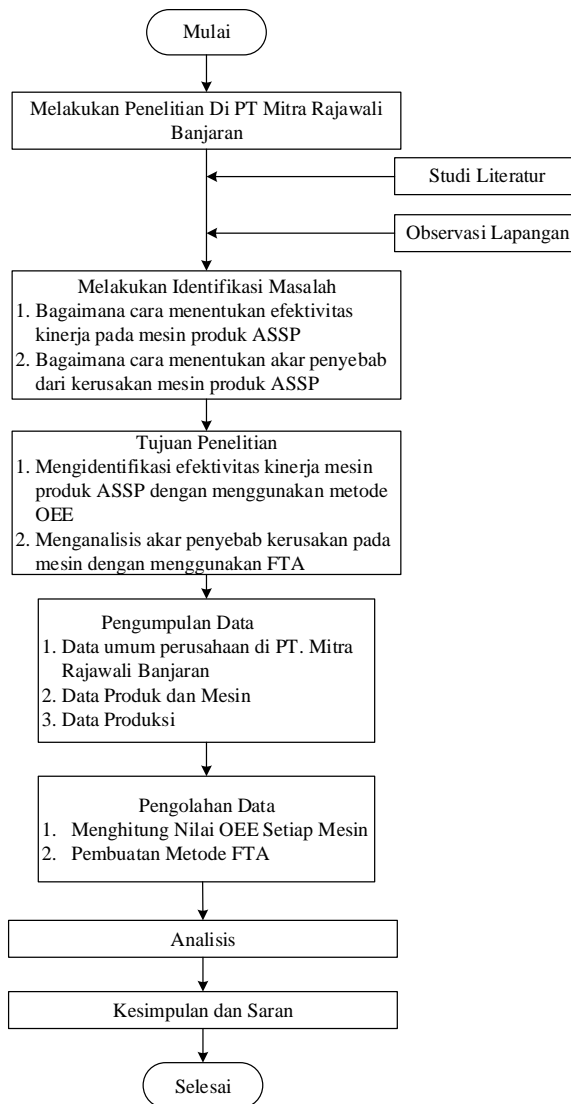 Mulai
Melakukan Penelitian Di PT Mitra Rajawali
Banjaran
Studi Literatur
Observasi Lapangan
Melakukan Identifikasi Masalah
1. Bagaimana cara menentukan efektivitas
kinerja pada mesin produk ASSP
2. Bagaimana cara menentukan akar penyebab
dari kerusakan mesin produk ASSP
Tujuan Penelitian
1. Mengidentifikasi efektivitas kinerja mesin
produk ASSP dengan menggunakan metode
OEE
2. Menganalisis akar penyebab kerusakan pada
mesin dengan menggunakan FTA
Pengumpulan Data
1. Data umum perusahaan di PT. Mitra
Rajawali Banjaran
2. Data Produk dan Mesin
3. Data Produksi
Pengolahan Data
1. Menghitung Nilai OEE Setiap Mesin
2. Pembuatan Metode FTA
Analisis
Kesimpulan dan Saran
Selesai